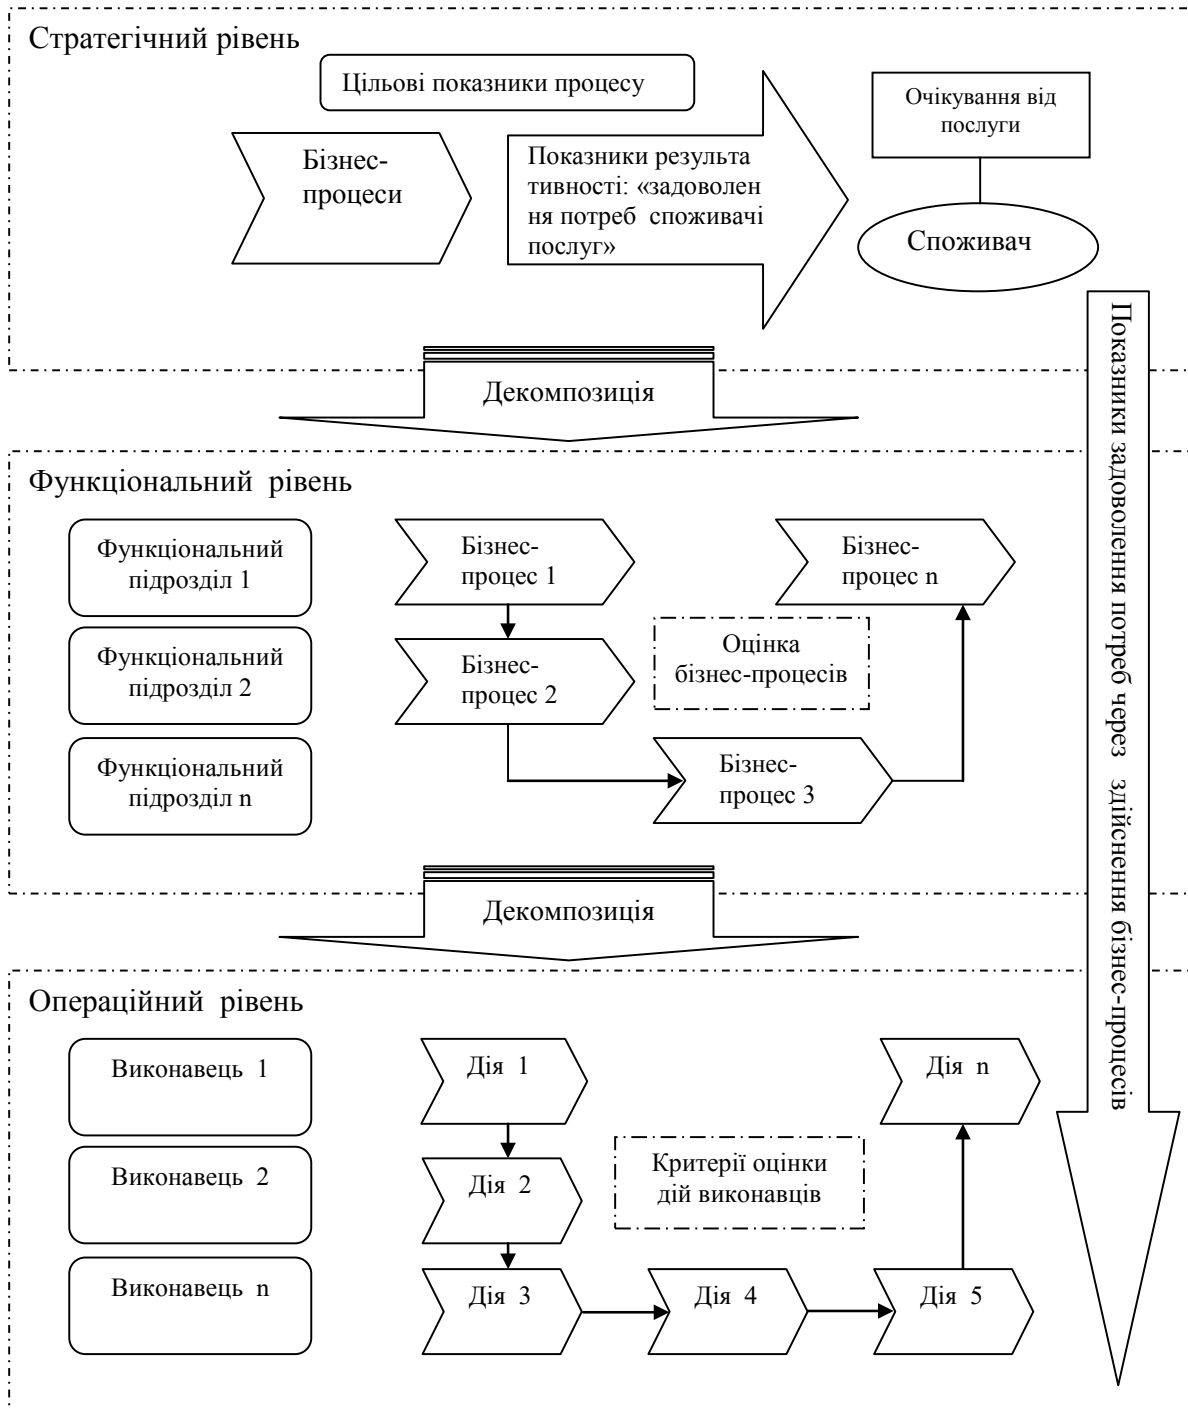 Стратегічний рівень
Цільові показники процесу
Очікування від
послуги
Бізнес-
процеси
Показники результа
тивності: «задоволен
ня потреб споживачі
послуг»
Споживач
Показники задоволення потреб через здійснення бізнес-процесів
Декомпозиція
Функціональний рівень
Функціональний
підрозділ 1
Бізнес-
процес 1
Бізнес-
процес n
Функціональний
підрозділ 2
Бізнес-
процес 2
Оцінка
бізнес-процесів
Функціональний
підрозділ n
Бізнес-
процес 3
Декомпозиція
Операційний рівень
Виконавець 1
Дія 1
Дія n
Виконавець 2
Дія 2
Критерії оцінки
дій виконавців
Виконавець n
Дія 3
Дія 4
Дія 5